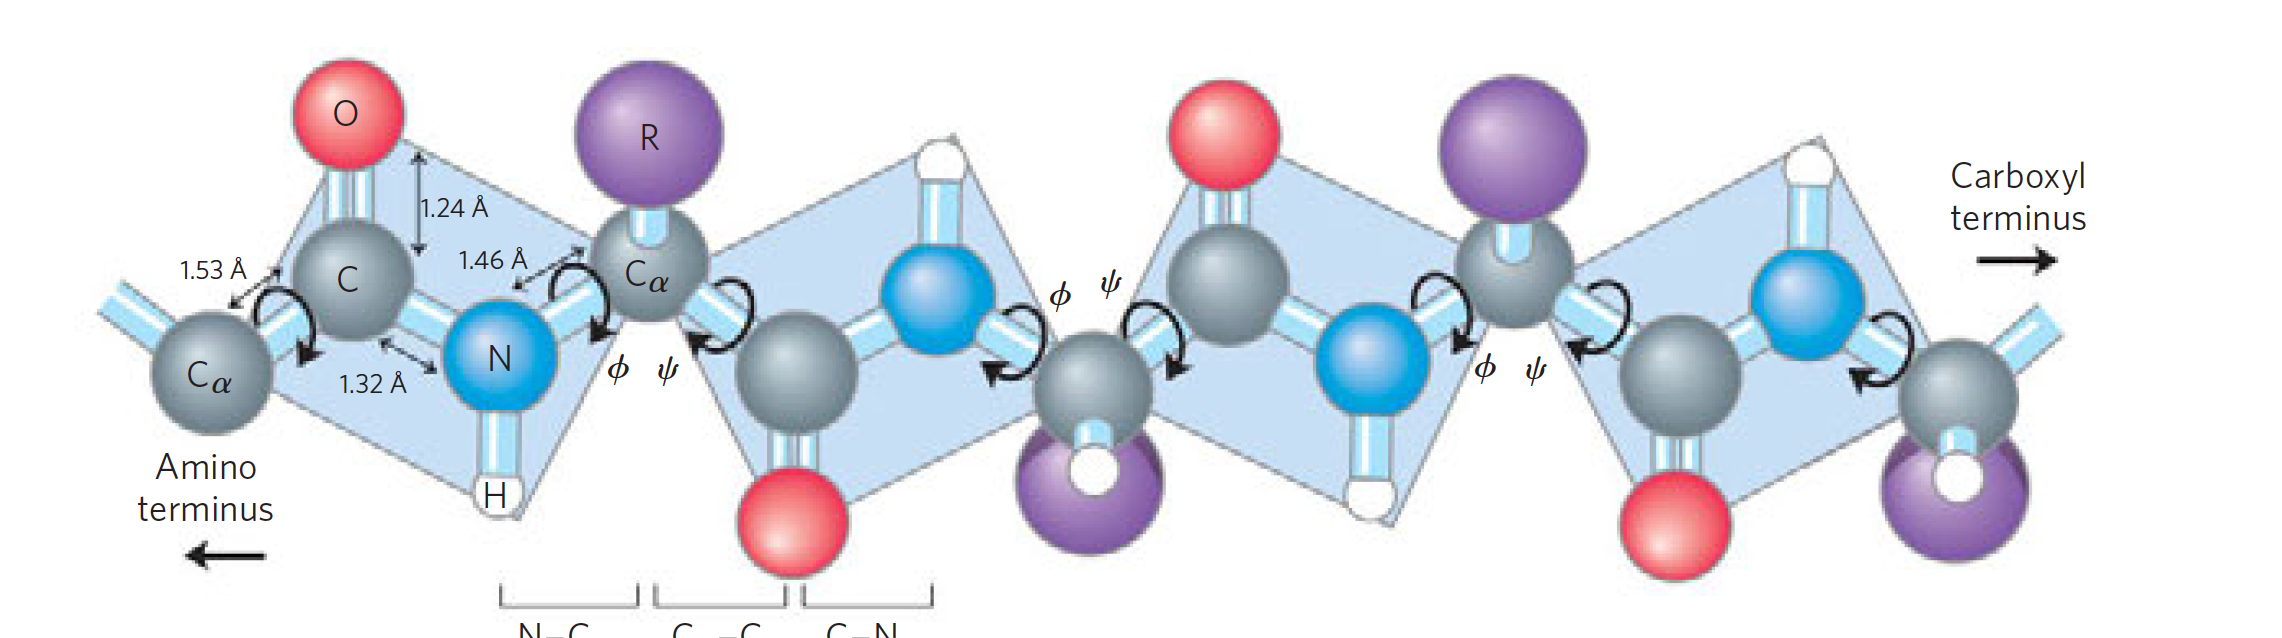 O
R
1.24 Å
Carboxyl
terminus
1.53 Å
C
1.46 Å
Cα
ϕ ψ
Cα
1.32 Å
N
ϕ ψ
ϕ ψ
Amino
terminus
H
N–C
C –C
C–N